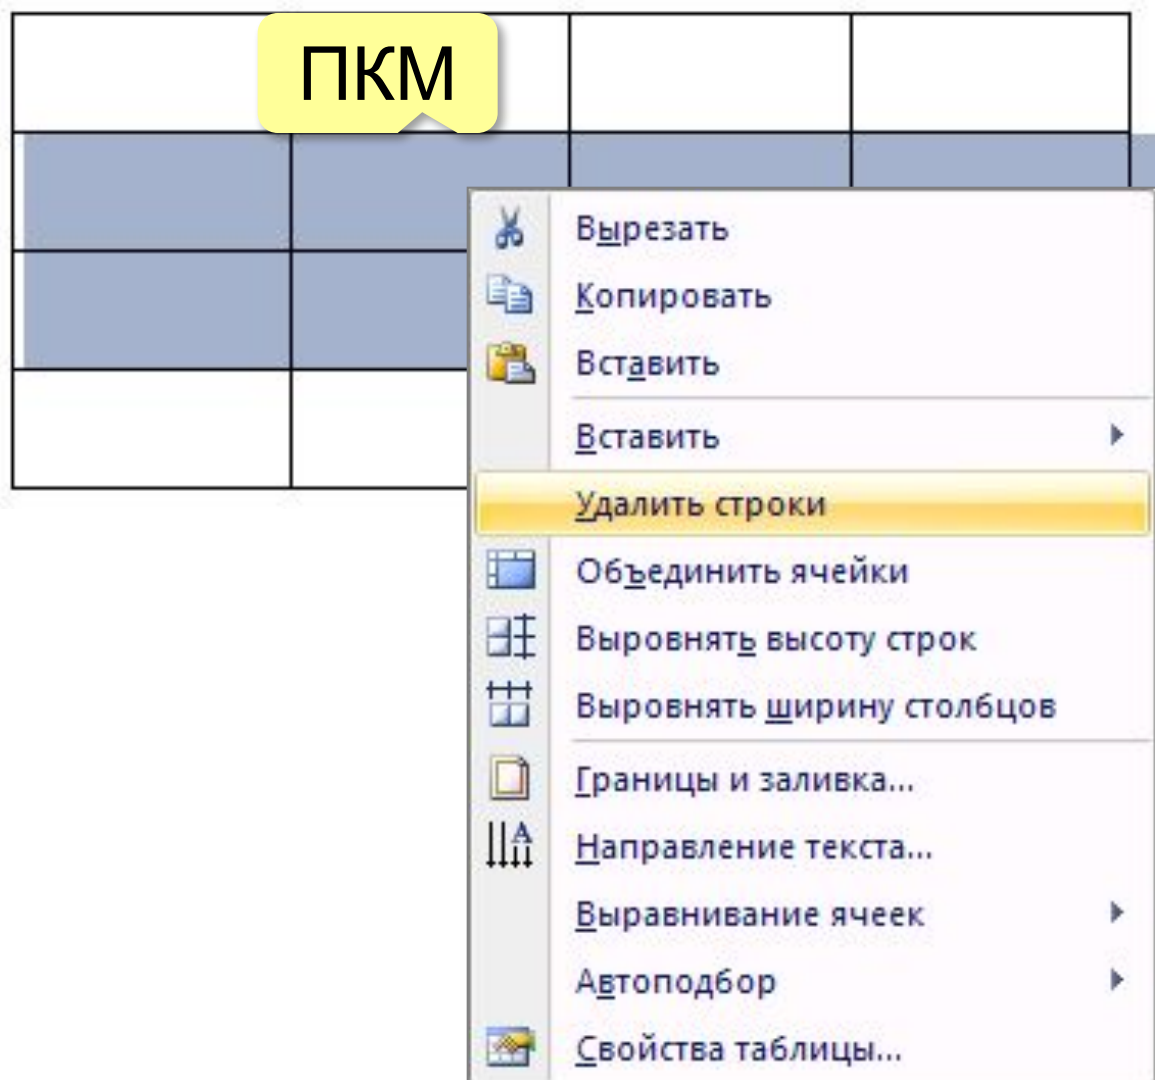 ПКМ
Вырезать
Копировать
Вставить
Вставить
Удалить строки
Объединить ячейки
Выровнять высоту строк
Выровнять ширину столбцов
Границы и заливка...
Направление текста...
Выравнивание ячеек
Автоподбор
Свойства таблицы...